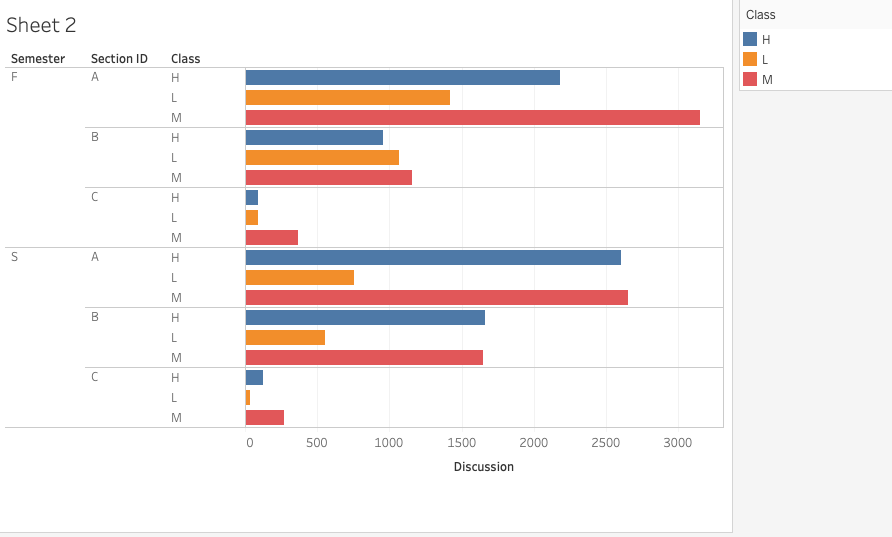 Sheet 2
Class
H
L
M
Semester Section ID Class
F A H
L
M
B H
L
M
C H
L
M
S A H
L
M
B H
L
M
C H
L
M
0 500 1000 1500 2000 2500 3000
Discussion